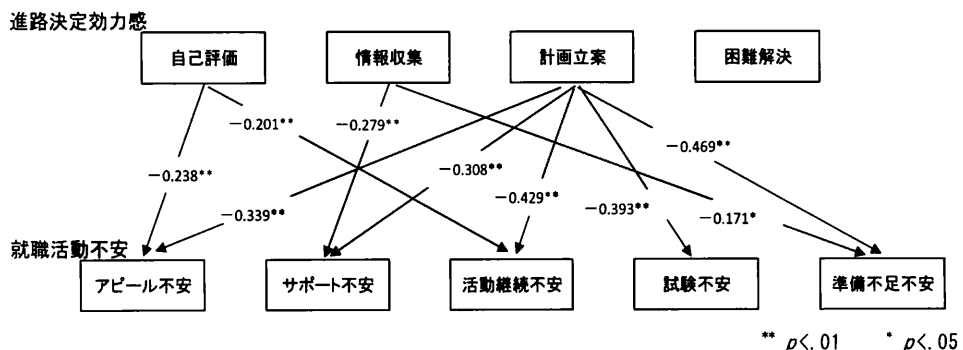 進路決定効力感
自己評価 情報収集 計画立案 困難解決
−0.201** −0.279**
−0.469**
−0.308**
−0.238**
−0.429**
−0.339** −0.393** −0.171*
就職活動不安
アピール不安 サポート不安 活動継続不安 試験不安 準備不足不安
** p<.01 * p<.05